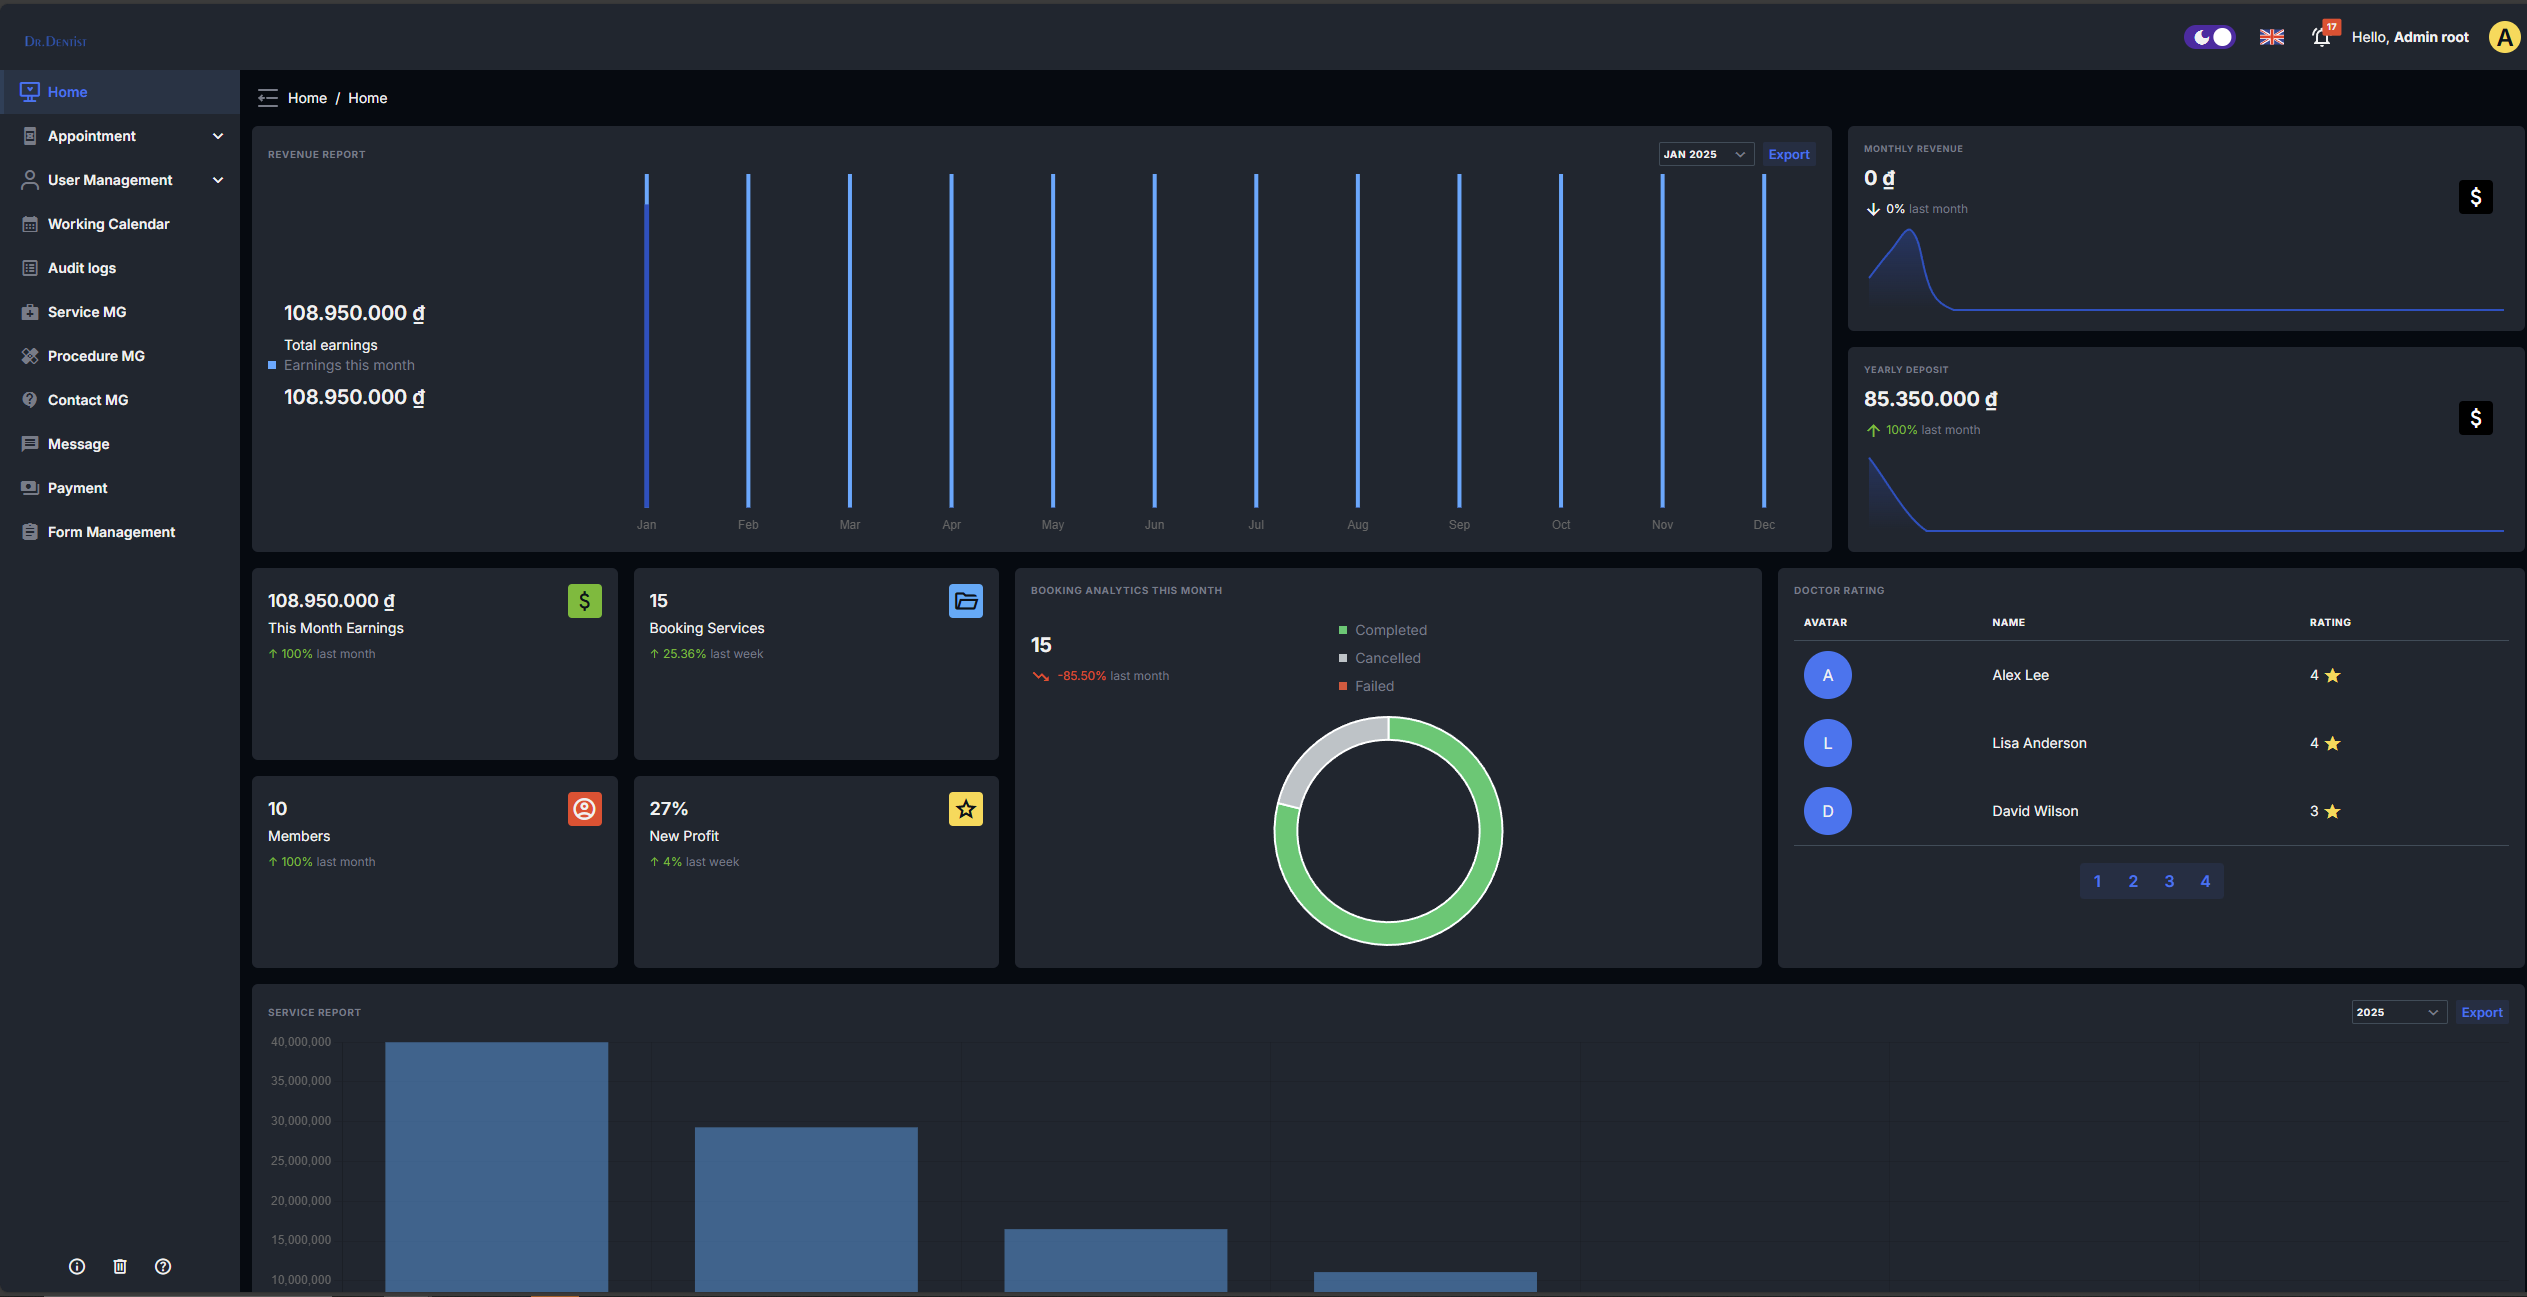 DR.DENTIST
17
Hello, Admin root
A
Home
Appointment
User Management
Working Calendar
Audit logs
Service MG
Procedure MG
Contact MG
Message
Payment
Form Management
Home / Home
REVENUE REPORT
JAN 2025
Export
108.950.000 ₫
Total earnings
Earnings this month
108.950.000 ₫
Jan Feb Mar Apr May Jun Jul Aug Sep Oct Nov Dec
MONTHLY REVENUE
0 ₫
0% last month
$
YEARLY DEPOSIT
85.350.000 ₫
100% last month
$
108.950.000 ₫
This Month Earnings
100% last month
$
15
Booking Services
25.36% last week
10
Members
100% last month
27%
New Profit
4% last week
BOOKING ANALYTICS THIS MONTH
15
-85.50% last month
Completed
Cancelled
Failed
DOCTOR RATING
AVATAR NAME RATING
A Alex Lee 4
L Lisa Anderson 4
D David Wilson 3
1 2 3 4
SERVICE REPORT
2025
Export
40,000,000
35,000,000
30,000,000
25,000,000
20,000,000
15,000,000
10,000,000